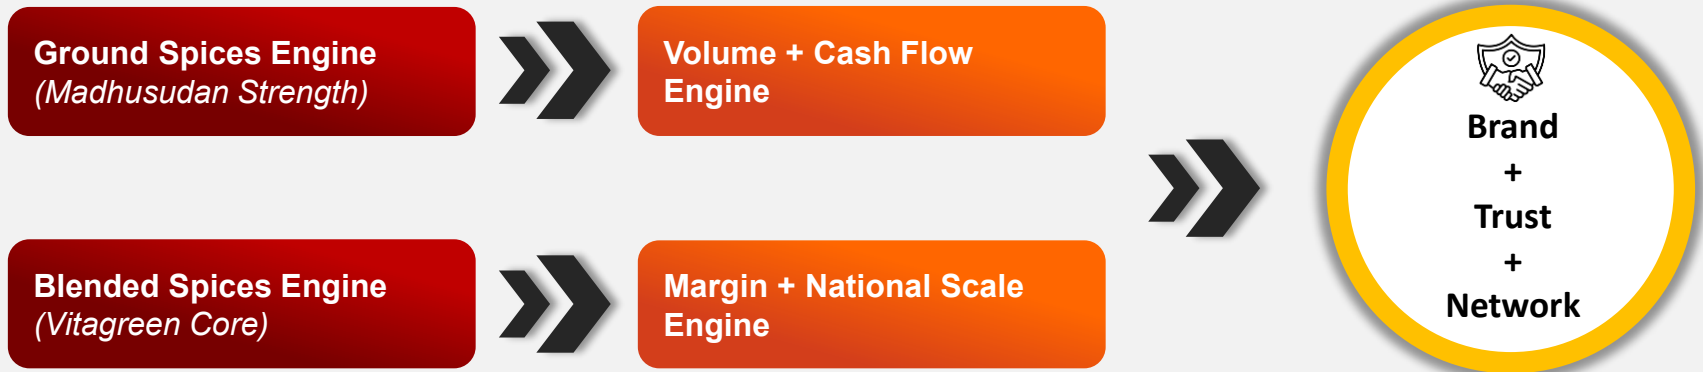 Ground Spices Engine
(Madhusudan Strength)
Volume + Cash Flow
Engine
Blended Spices Engine
(Vitagreen Core)
Margin + National Scale
Engine
Brand
+
Trust
+
Network